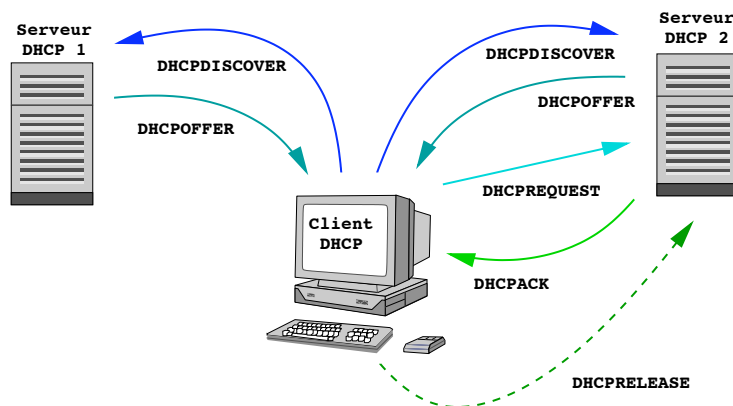 Serveur
DHCP 1
Serveur
DHCP 2
DHCPDISCOVER
DHCPDISCOVER
DHCPOFFER
DHCPOFFER
DHCPREQUEST
Client
DHCP
DHCPACK
DHCPRELEASE